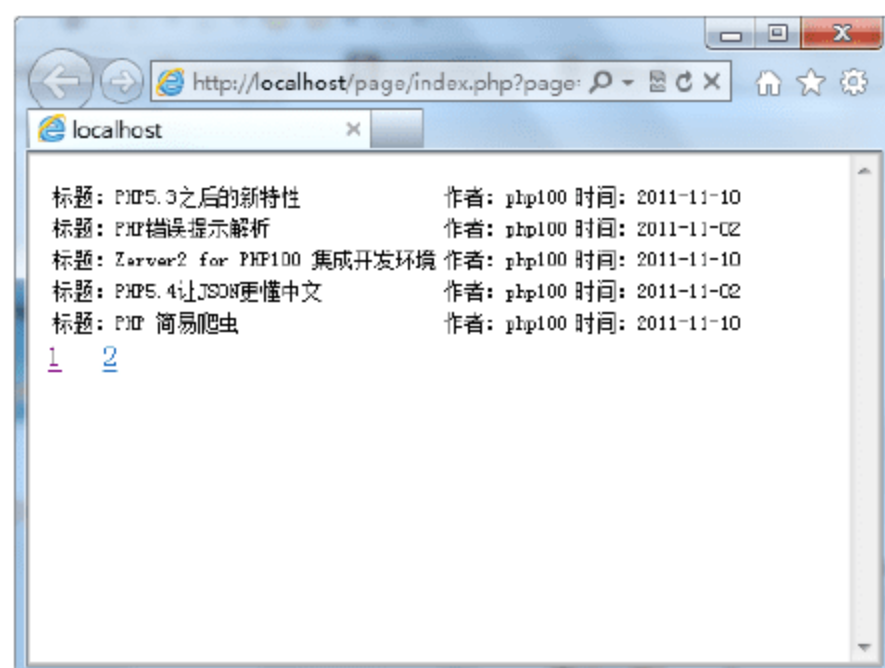 http://localhost/page/index.php?page=
localhost
标题：PHP5.3之后的新特性 作者：php100 时间：2011-11-10
标题：PHP错误提示解析 作者：php100 时间：2011-11-02
标题：Zerver2 for PHP100 集成开发环境 作者：php100 时间：2011-11-10
标题：PHP5.4让JSON更懂中文 作者：php100 时间：2011-11-02
标题：PHP 简易爬虫 作者：php100 时间：2011-11-10
1 2